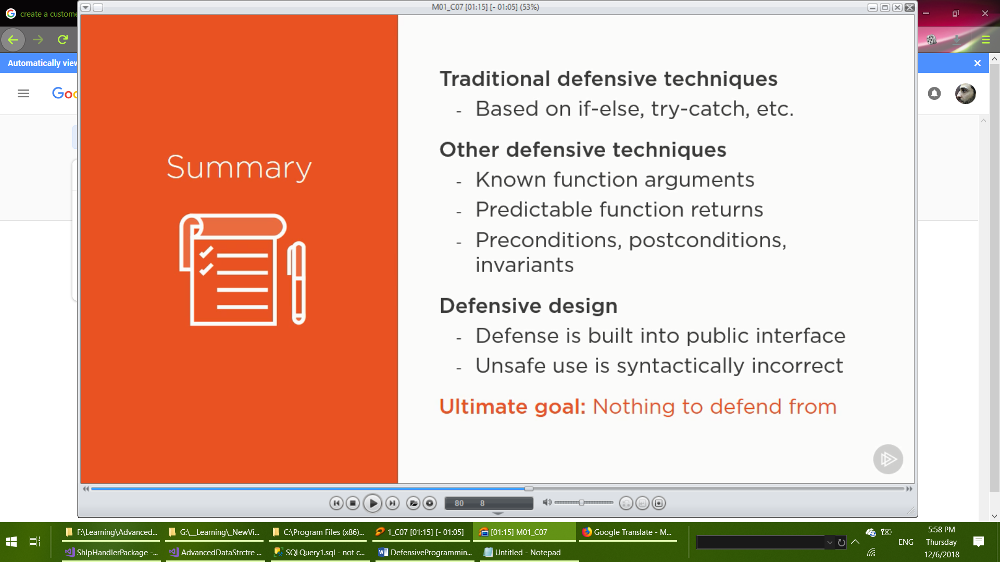 create a custome
M01_C07 [01:15] [- 01:05] (53%)
Automatically view
Goo
Summary
Traditional defensive techniques
- Based on if-else, try-catch, etc.
Other defensive techniques
- Known function arguments
- Predictable function returns
- Preconditions, postconditions,
invariants
Defensive design
- Defense is built into public interface
- Unsafe use is syntactically incorrect
Ultimate goal: Nothing to defend from
80 8
F:\Learning\Advanced...
G:\__Learning\_NewVi...
C:\Program Files (x86)...
1_C07 [01:15] [- 01:05]
[01:15] M01_C07
Google Translate - M...
ShlpHandlerPackage -...
AdvancedDataStrctre ...
SQLQuery1.sql - not c...
DefensiveProgrammin...
Untitled - Notepad
ENG
5:58 PM
Thursday
12/6/2018